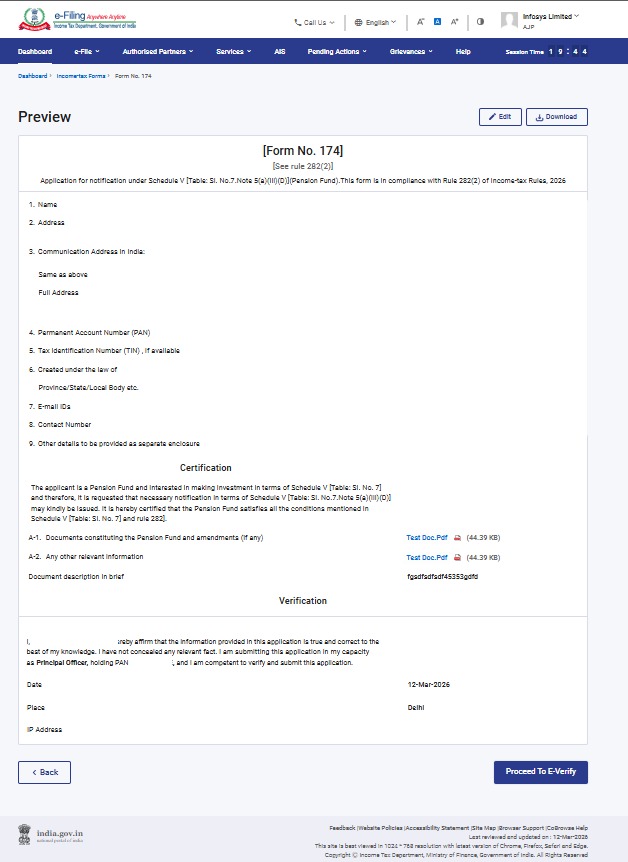 e-Filing Anywhere Anytime
Income Tax Department, Government of India
Call Us
English
A-
A
A+
Infosys Limited
AJP
Dashboard
e-File
Authorised Partners
Services
AIS
Pending Actions
Grievances
Help
Session Time 1 9 : 4 4
Dashboard › Income-tax Forms › Form No. 174
Preview
Edit
Download
[Form No. 174]
[See rule 282(2)]
Application for notification under Schedule V [Table: Sl. No.7.Note 5(a)(iii)(D)](Pension Fund).This form is in compliance with Rule 282(2) of Income-tax Rules, 2026
1. Name
2. Address
3. Communication Address in India:
Same as above
Full Address
4. Permanent Account Number (PAN)
5. Tax Identification Number (TIN) , if available
6. Created under the law of
Province/State/Local Body etc.
7. E-mail IDs
8. Contact Number
9. Other details to be provided as separate enclosure
Certification
The applicant is a Pension Fund and interested in making investment in terms of Schedule V [Table: Sl. No. 7]
and therefore, it is requested that necessary notification in terms of Schedule V [Table: Sl. No.7.Note 5(a)(iii)(D)]
may kindly be issued. It is hereby certified that the Pension Fund satisfies all the conditions mentioned in
Schedule V [Table: Sl. No. 7] and rule 282].
A-1. Documents constituting the Pension Fund and amendments (if any)
Test Doc.Pdf (44.39 KB)
A-2. Any other relevant information
Test Doc.Pdf (44.39 KB)
Document description in brief
fgsdfsdfsdf45353gdfd
Verification
I, ereby affirm that the information provided in this application is true and correct to the
best of my knowledge. I have not concealed any relevant fact. I am submitting this application in my capacity
as Principal Officer, holding PAN , and I am competent to verify and submit this application.
Date
12-Mar-2026
Place
Delhi
IP Address
< Back
Proceed To E-Verify
india.gov.in
national portal of india
Feedback |Website Policies |Accessibility Statement |Site Map |Browser Support |CoBrowse Help
Last reviewed and updated on : 12-Mar-2026
This site is best viewed in 1024 * 768 resolution with latest version of Chrome, Firefox, Safari and Edge.
Copyright © Income Tax Department, Ministry of Finance, Government of India. All Rights Reserved